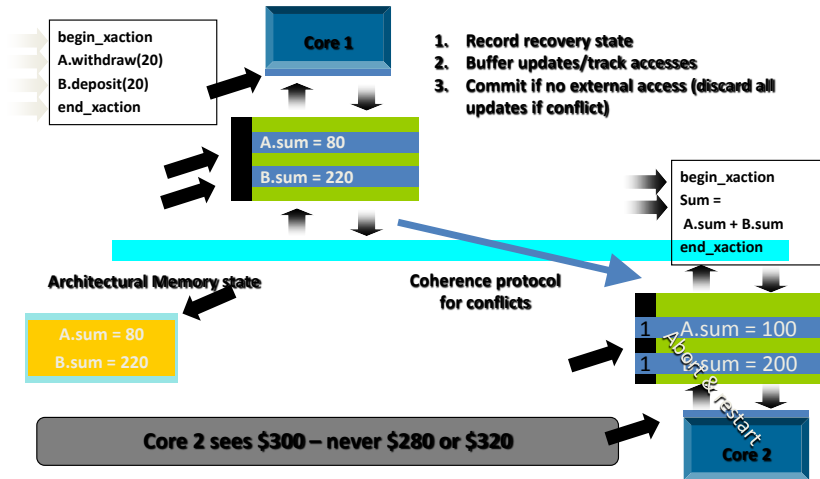 begin_xaction
A.withdraw(20)
B.deposit(20)
end_xaction
Core 1
1. Record recovery state
2. Buffer updates/track accesses
3. Commit if no external access (discard all
updates if conflict)
A.sum = 80
B.sum = 220
begin_xaction
Sum =
A.sum + B.sum
end_xaction
Architectural Memory state
Coherence protocol
for conflicts
A.sum = 80
B.sum = 220
1 A.sum = 100
1 B.sum = 200
Abort & restart
Core 2 sees $300 – never $280 or $320
Core 2